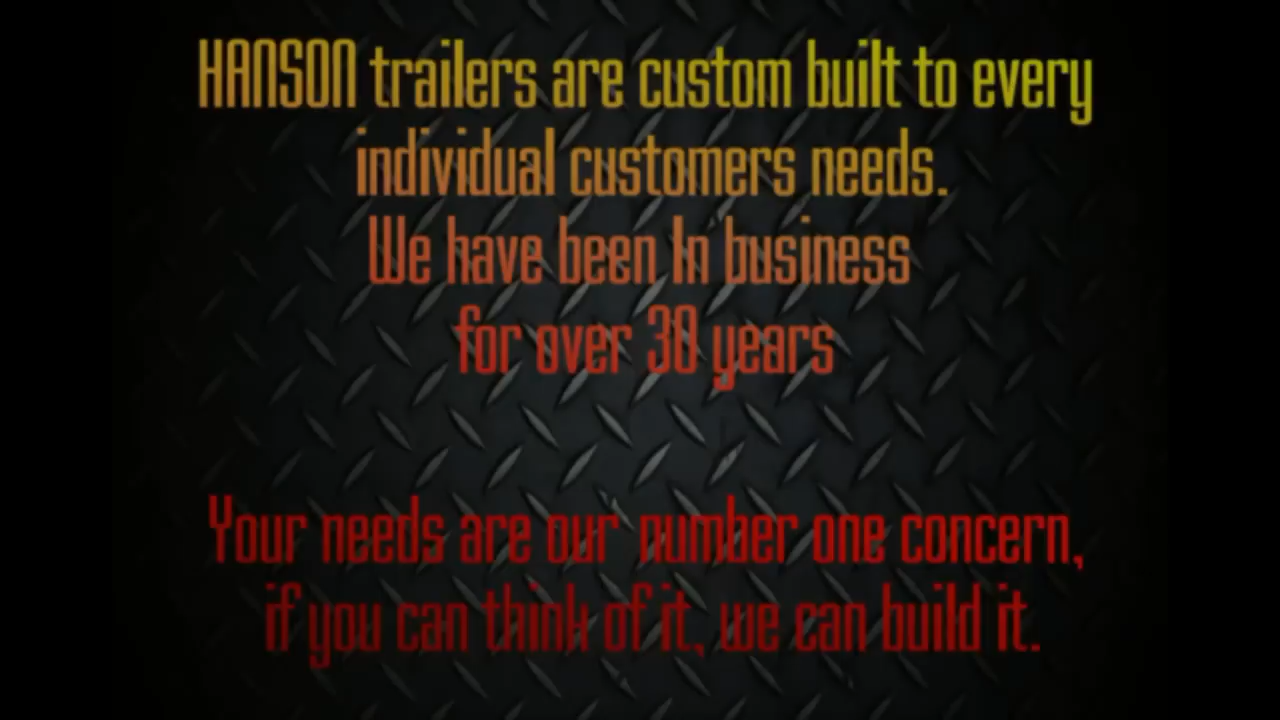 HANSON trailers are custom built to every
individual customers needs.
We have been In business
for over 30 years
Your needs are our number one concern,
if you can think of it, we can build it.